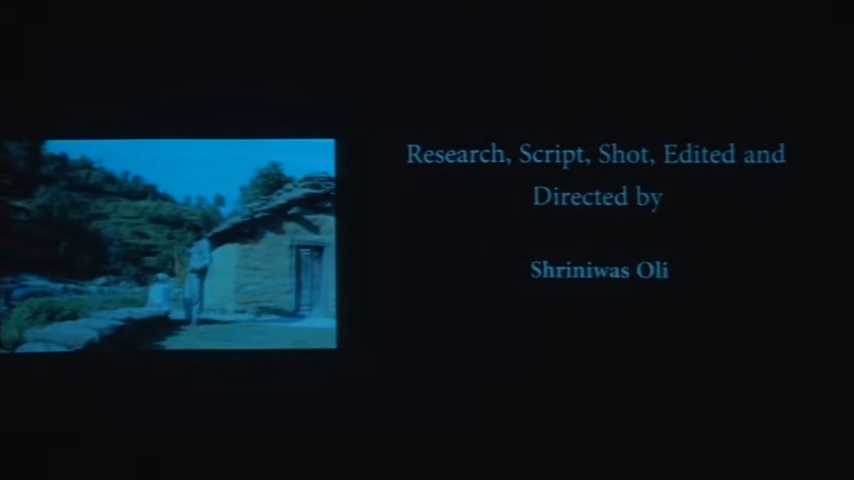 Research, Script, Shot, Edited and
Directed by
Shriniwas Oli